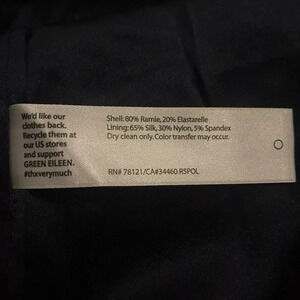 We'd like our
clothes back.
Recycle them at
our US stores
and support
GREEN EILEEN.
#thxverymuch
Shell: 80% Ramie, 20% Elastarelle
Lining: 65% Silk, 30% Nylon, 5% Spandex
Dry clean only. Color transfer may occur.
RN# 78121/CA#34460 RSPOL